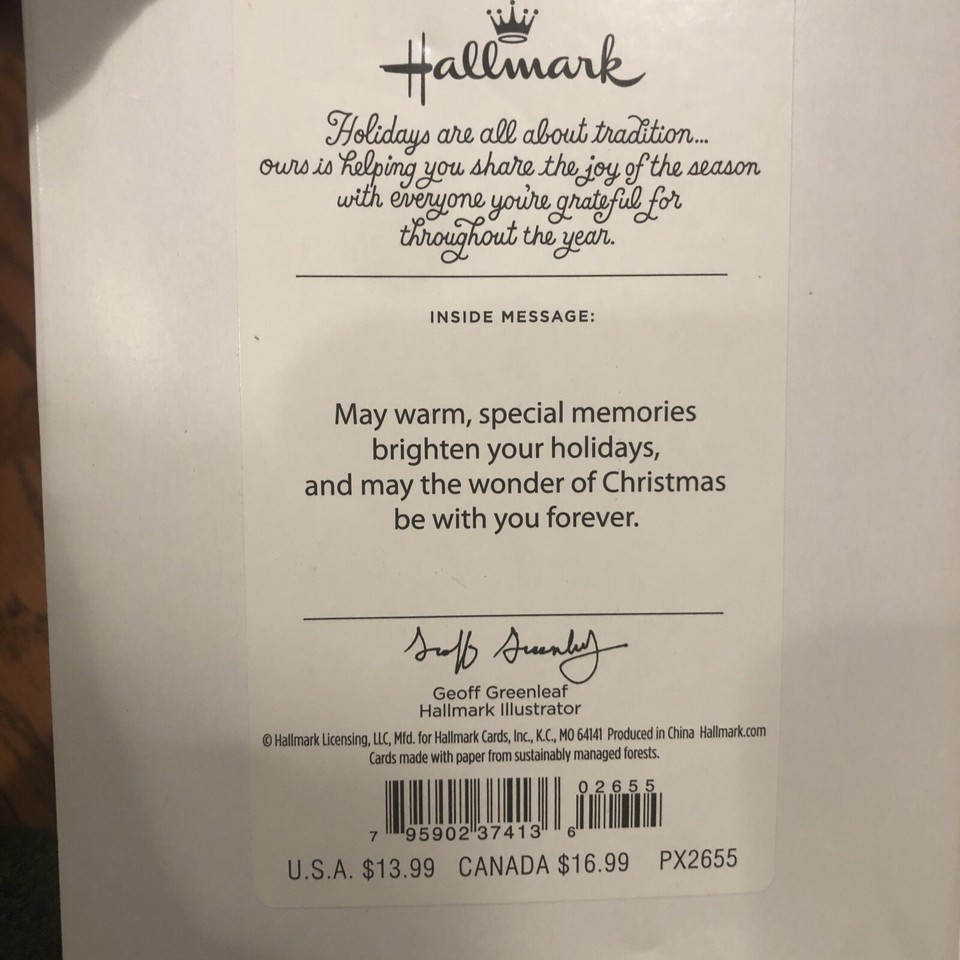 Hallmark
Holidays are all about tradition...
ours is helping you share the joy of the season
with everyone you're grateful for
throughout the year.
INSIDE MESSAGE:
May warm, special memories
brighten your holidays,
and may the wonder of Christmas
be with you forever.
Geoff Greenleaf
Geoff Greenleaf
Hallmark Illustrator
© Hallmark Licensing, LLC, Mfd. for Hallmark Cards, Inc., K.C., MO 64141 Produced in China Hallmark.com
Cards made with paper from sustainably managed forests.
02655
7 95902 37413 6
U.S.A. $13.99 CANADA $16.99 PX2655